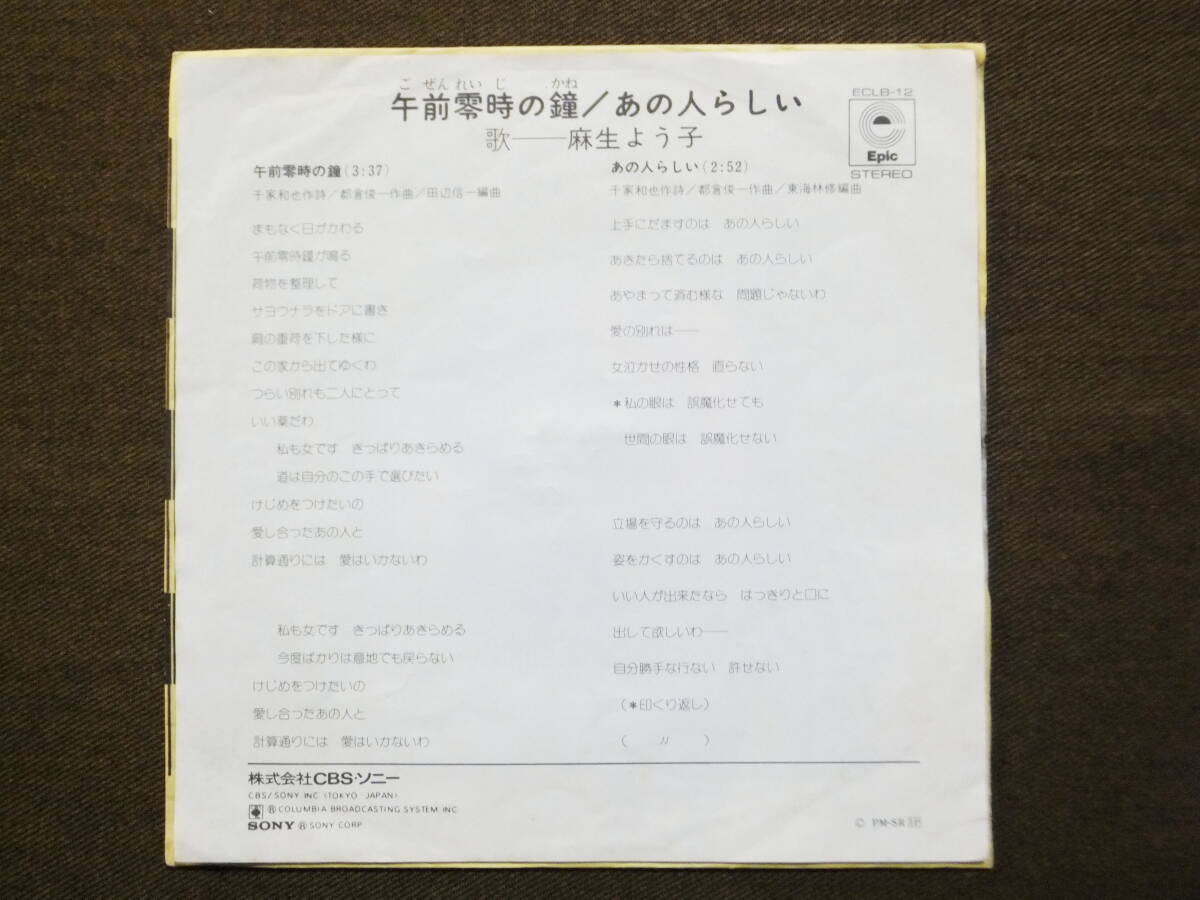 ごぜんれいじ かね
午前零時の鐘/あの人らしい
歌──麻生よう子
ECLB-12
Epic
STEREO
午前零時の鐘(3:37)
千家和也作詩/都倉俊一作曲/田辺信一編曲
まもなく日がかわる
午前零時鐘が鳴る
荷物を整理して
サヨウナラをドアに書き
肩の重荷を下した様に
この家から出てゆくわ
つらい別れも二人にとって
いい薬だわ
私も女です きっぱりあきらめる
道は自分のこの手で選びたい
けじめをつけたいの
愛し合ったあの人と
計算通りには 愛はいかないわ
私も女です きっぱりあきらめる
今度ばかりは意地でも戻らない
けじめをつけたいの
愛し合ったあの人と
計算通りには 愛はいかないわ
あの人らしい(2:52)
千家和也作詩/都倉俊一作曲/東海林修編曲
上手にだますのは あの人らしい
あきたら捨てるのは あの人らしい
あやまって済む様な 問題じゃないわ
愛の別れは──
女泣かせの性格 直らない
*私の眼は 誤魔化せても
世間の眼は 誤魔化せない
立場を守るのは あの人らしい
姿をかくすのは あの人らしい
いい人が出来たなら はっきりと口に
出して欲しいわ──
自分勝手な行ない 許せない
(*印くり返し)
( 〃 )
株式会社CBS・ソニー
CBS/SONY INC (TOKYO JAPAN)
Ⓡ COLUMBIA BROADCASTING SYSTEM, INC
SONY Ⓡ SONY CORP
Ⓒ PM-SR